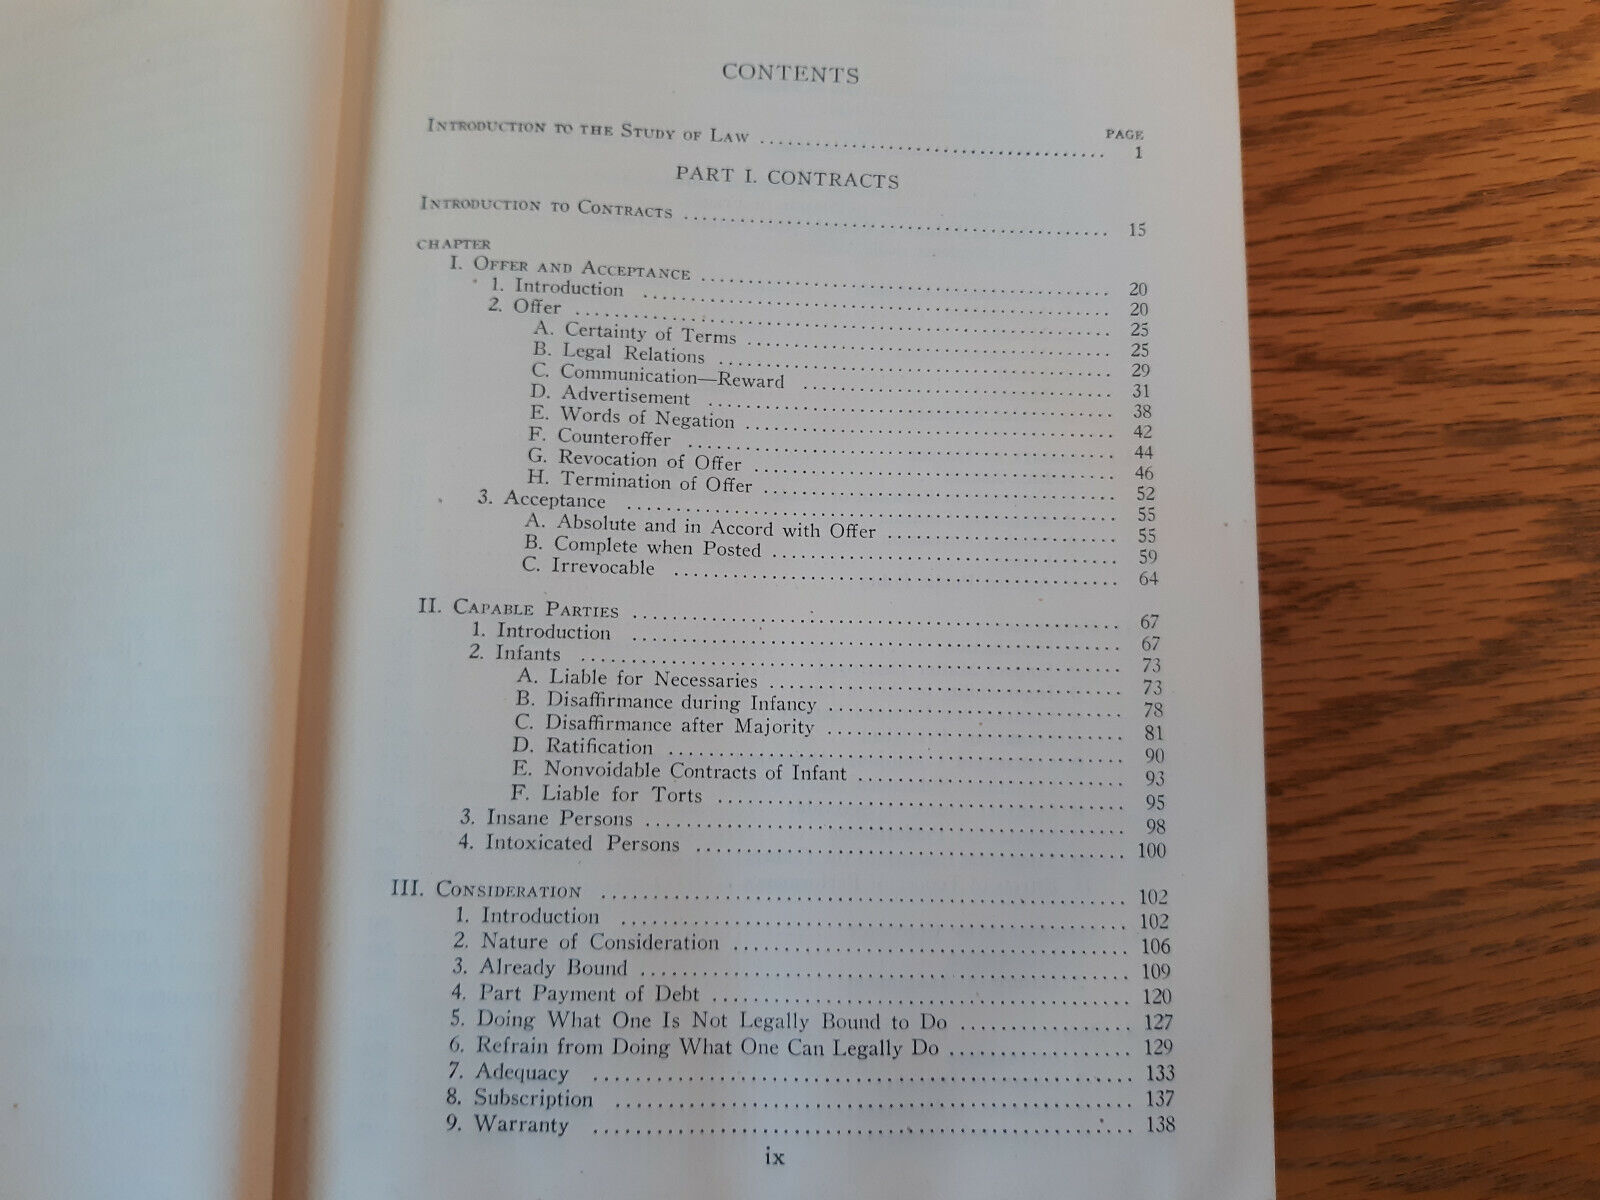 CONTENTS
PAGE
INTRODUCTION TO THE STUDY OF LAW ........ 1
PART I. CONTRACTS
INTRODUCTION TO CONTRACTS ........ 15
CHAPTER
I. OFFER AND ACCEPTANCE ........ 20
1. Introduction ........ 20
2. Offer ........ 25
A. Certainty of Terms ........ 25
B. Legal Relations ........ 29
C. Communication—Reward ........ 31
D. Advertisement ........ 38
E. Words of Negation ........ 42
F. Counteroffer ........ 44
G. Revocation of Offer ........ 46
H. Termination of Offer ........ 52
3. Acceptance ........ 55
A. Absolute and in Accord with Offer ........ 55
B. Complete when Posted ........ 59
C. Irrevocable ........ 64
II. CAPABLE PARTIES ........ 67
1. Introduction ........ 67
2. Infants ........ 73
A. Liable for Necessaries ........ 73
B. Disaffirmance during Infancy ........ 78
C. Disaffirmance after Majority ........ 81
D. Ratification ........ 90
E. Nonvoidable Contracts of Infant ........ 93
F. Liable for Torts ........ 95
3. Insane Persons ........ 98
4. Intoxicated Persons ........ 100
III. CONSIDERATION ........ 102
1. Introduction ........ 102
2. Nature of Consideration ........ 106
3. Already Bound ........ 109
4. Part Payment of Debt ........ 120
5. Doing What One Is Not Legally Bound to Do ........ 127
6. Refrain from Doing What One Can Legally Do ........ 129
7. Adequacy ........ 133
8. Subscription ........ 137
9. Warranty ........ 138
ix